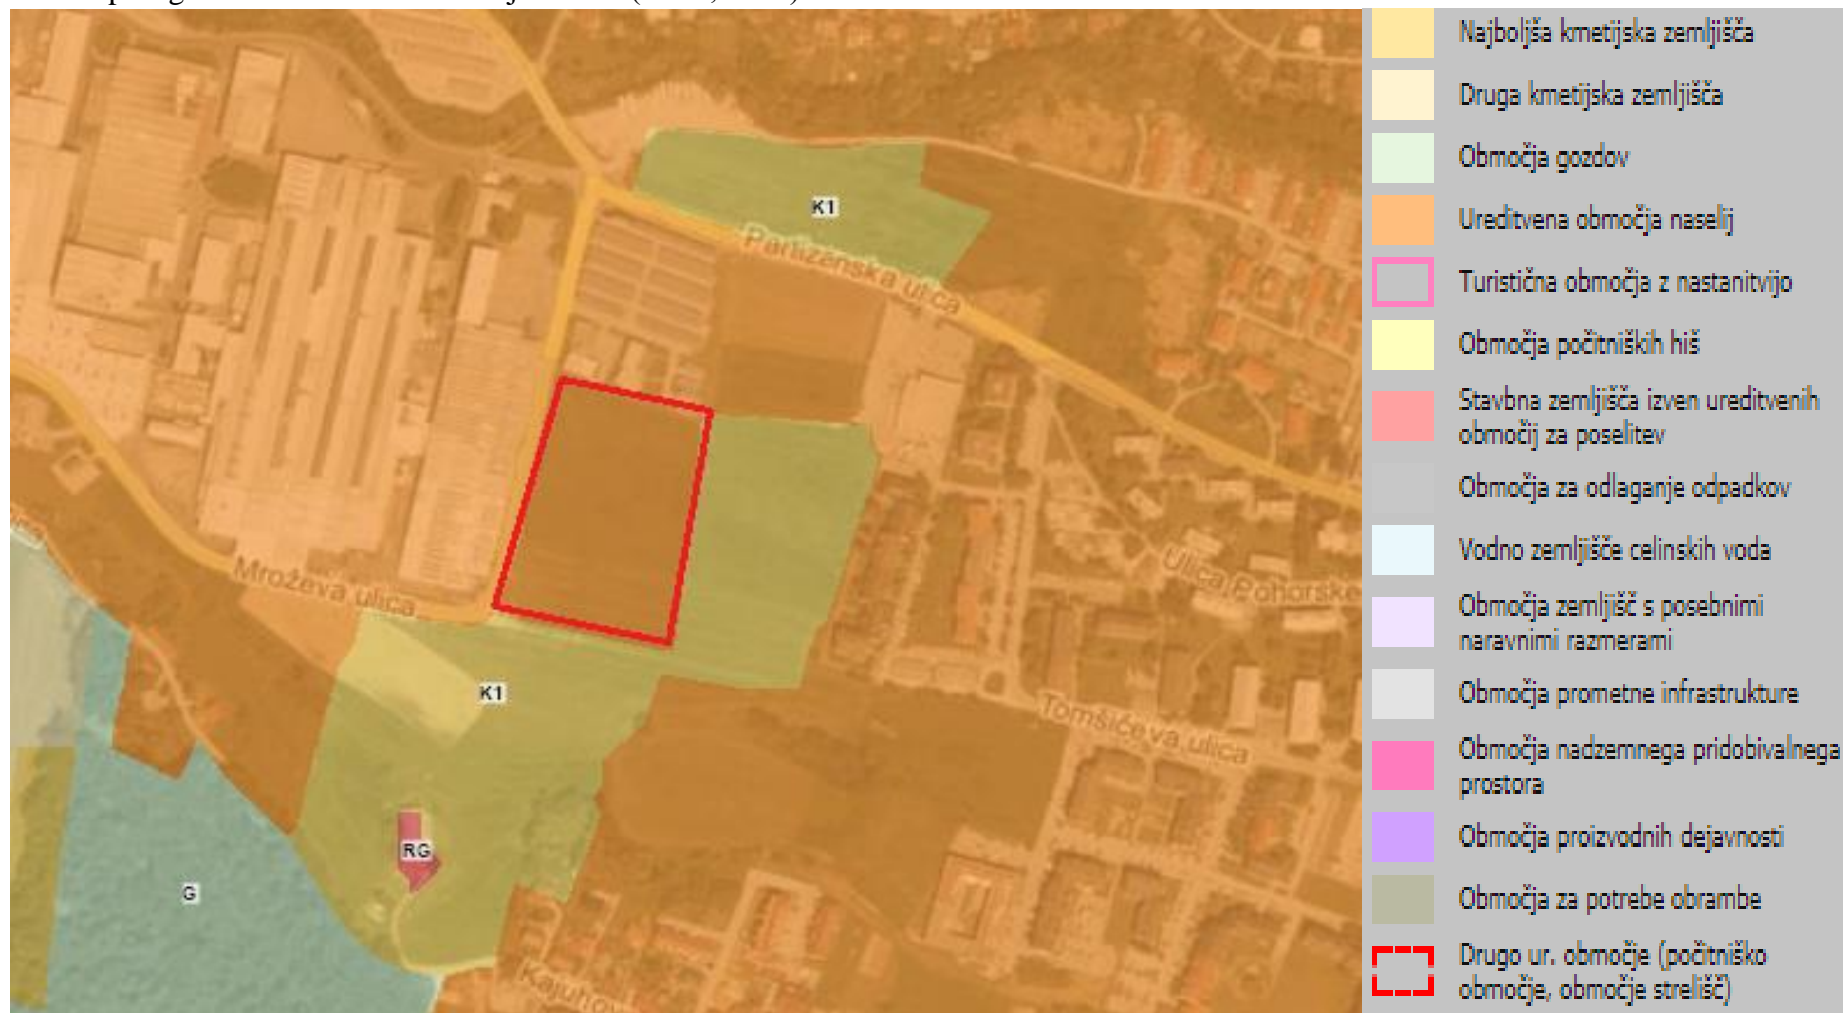 K1
Partizenska ulica
Mroževa ulica
Ulica Pohorske
K1
Tomšičeva ulica
RG
G
Kajuhov
Najboljša kmetijska zemljišča
Druga kmetijska zemljišča
Območja gozdov
Ureditvena območja naselij
Turistična območja z nastanitvijo
Območja počitniških hiš
Stavbna zemljišča izven ureditvenih
območij za poselitev
Območja za odlaganje odpadkov
Vodno zemljišče celinskih voda
Območja zemljišč s posebnimi
naravnimi razmerami
Območja prometne infrastrukture
Območja nadzemnega pridobivalnega
prostora
Območja proizvodnih dejavnosti
Območja za potrebe obrambe
Drugo ur. območje (počitniško
območje, območje strelišč)